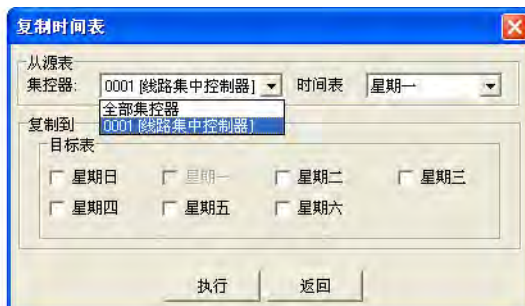 复制时间表
从源表
集控器: 0001 [线路集中控制器] 时间表 星期一
全部集控器
0001 [线路集中控制器]
复制到
目标表
星期日 星期一 星期二 星期三
星期四 星期五 星期六
执行 返回